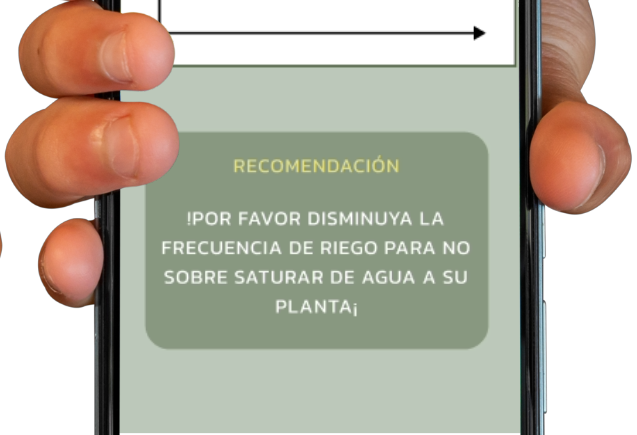 RECOMENDACIÓN
!POR FAVOR DISMINUYA LA
FRECUENCIA DE RIEGO PARA NO
SOBRE SATURAR DE AGUA A SU
PLANTA¡